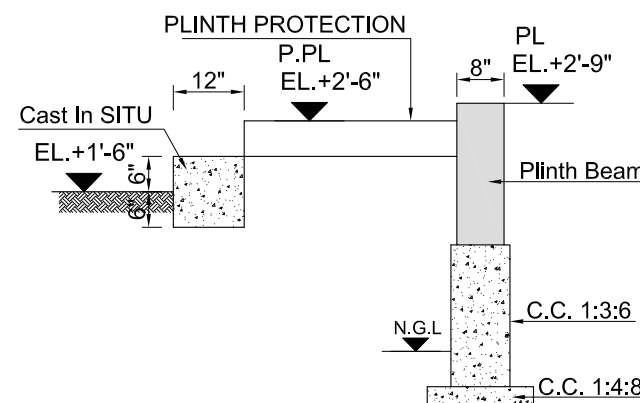 PLINTH PROTECTION
P.PL
EL.+2'-6"
PL
EL.+2'-9"
12"
8"
Cast In SITU
EL.+1'-6"
6"
6"
Plinth Beam
N.G.L
C.C. 1:3:6
C.C. 1:4:8